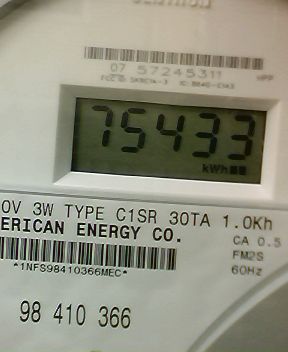 07 57245311
75433
kWh
0V 3W TYPE C1SR 30TA 1.0Kh
ERICAN ENERGY CO.
CA 0.5
FM2S
60Hz
*1NFS98410366MEC*
98 410 366